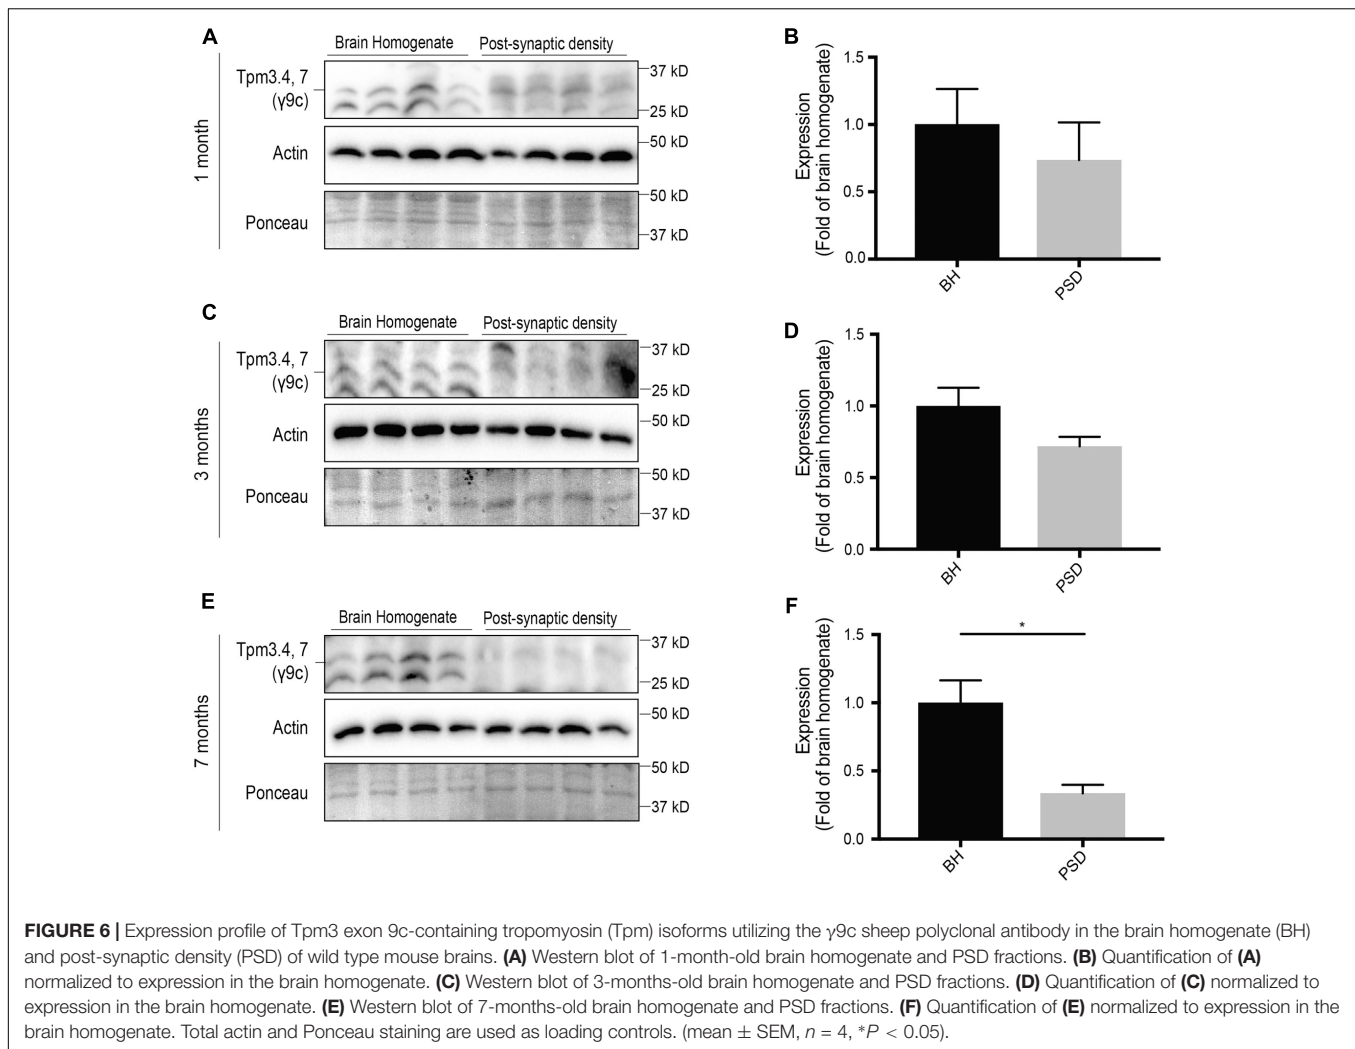 A
Brain Homogenate Post-synaptic density
Tpm3.4, 7
(γ9c)
37 kD
25 kD
1 month
Actin
50 kD
Ponceau
50 kD
37 kD
B
Expression
(Fold of brain homogenate)
1.5
1.0
0.5
0.0
BH
PSD
C
Brain Homogenate Post-synaptic density
Tpm3.4, 7
(γ9c)
37 kD
25 kD
3 months
Actin
50 kD
Ponceau
50 kD
37 kD
D
Expression
(Fold of brain homogenate)
1.5
1.0
0.5
0.0
BH
PSD
E
Brain Homogenate Post-synaptic density
Tpm3.4, 7
(γ9c)
37 kD
25 kD
7 months
Actin
50 kD
Ponceau
50 kD
37 kD
F
Expression
(Fold of brain homogenate)
1.5
1.0
0.5
0.0
*
BH
PSD
FIGURE 6 | Expression profile of Tpm3 exon 9c-containing tropomyosin (Tpm) isoforms utilizing the γ9c sheep polyclonal antibody in the brain homogenate (BH)
and post-synaptic density (PSD) of wild type mouse brains. (A) Western blot of 1-month-old brain homogenate and PSD fractions. (B) Quantification of (A)
normalized to expression in the brain homogenate. (C) Western blot of 3-months-old brain homogenate and PSD fractions. (D) Quantification of (C) normalized to
expression in the brain homogenate. (E) Western blot of 7-months-old brain homogenate and PSD fractions. (F) Quantification of (E) normalized to expression in the
brain homogenate. Total actin and Ponceau staining are used as loading controls. (mean ± SEM, n = 4, *P < 0.05).